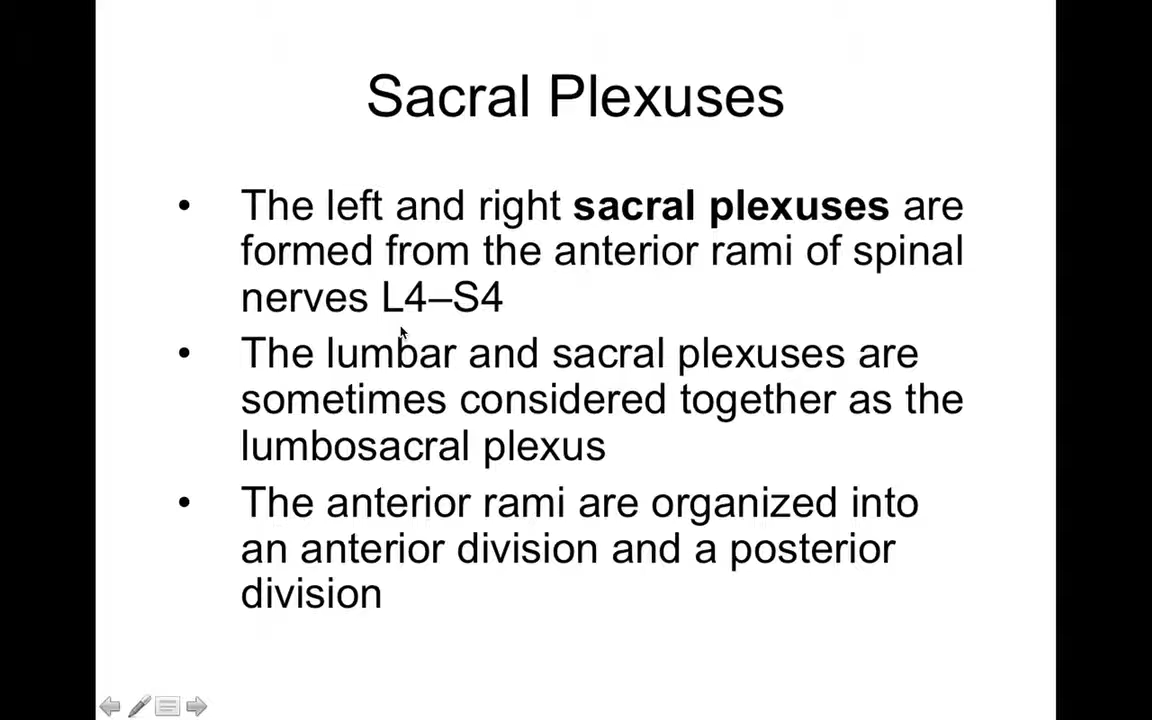 Sacral Plexuses
• The left and right sacral plexuses are
formed from the anterior rami of spinal
nerves L4–S4
• The lumbar and sacral plexuses are
sometimes considered together as the
lumbosacral plexus
• The anterior rami are organized into
an anterior division and a posterior
division